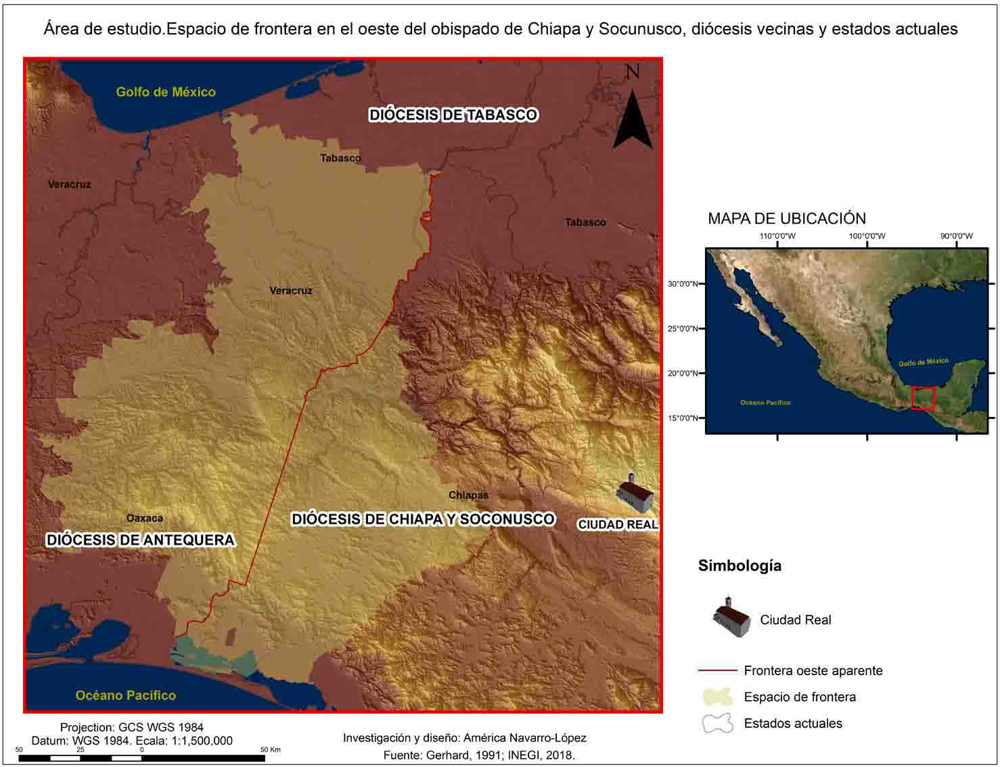 Área de estudio.Espacio de frontera en el oeste del obispado de Chiapa y Socunusco, diócesis vecinas y estados actuales
Golfo de México
N
DIÓCESIS DE TABASCO
Tabasco
Veracruz
Tabasco
Veracruz
Chiapas
Oaxaca
DIÓCESIS DE CHIAPA Y SOCONUSCO
CIUDAD REAL
DIÓCESIS DE ANTEQUERA
Océano Pacífico
MAPA DE UBICACIÓN
110°0'0"W 100°0'0"W 90°0'0"W
30°0'0"N
25°0'0"N
20°0'0"N
15°0'0"N
Golfo de México
Océano Pacífico
Simbología
Ciudad Real
Frontera oeste aparente
Espacio de frontera
Estados actuales
Projection: GCS WGS 1984
Datum: WGS 1984. Ecala: 1:1,500,000
50 25 0 50 Km
Investigación y diseño: América Navarro-López
Fuente: Gerhard, 1991; INEGI, 2018.